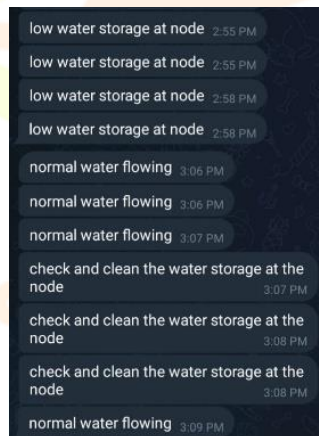 low water storage at node 2:55 PM
low water storage at node 2:55 PM
low water storage at node 2:58 PM
low water storage at node 2:58 PM
normal water flowing 3:06 PM
normal water flowing 3:06 PM
normal water flowing 3:07 PM
check and clean the water storage at the
node 3:07 PM
check and clean the water storage at the
node 3:08 PM
check and clean the water storage at the
node 3:08 PM
normal water flowing 3:09 PM